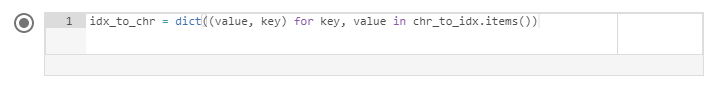 1 idx_to_chr = dict((value, key) for key, value in chr_to_idx.items())